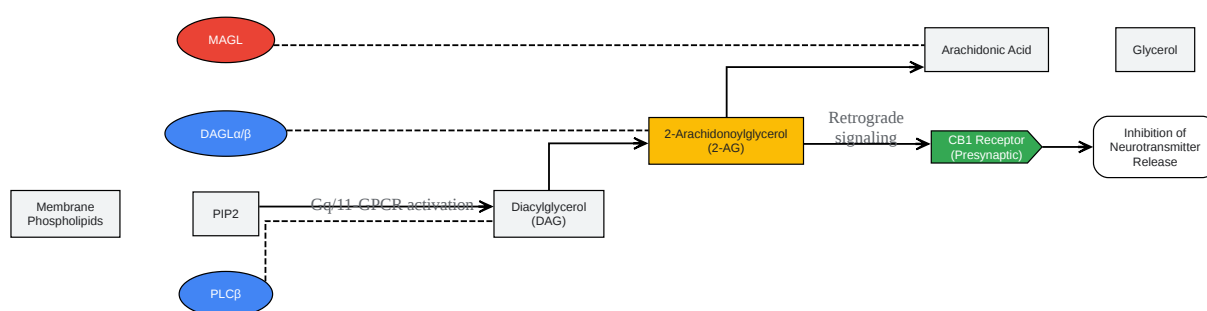 MAGL
Arachidonic Acid
Glycerol
DAGLα/β
2-Arachidonoylglycerol
(2-AG)
Retrograde
signaling
CB1 Receptor
(Presynaptic)
Inhibition of
Neurotransmitter
Release
Membrane
Phospholipids
PIP2
Gq/11-GPCR activation
Diacylglycerol
(DAG)
PLCβ